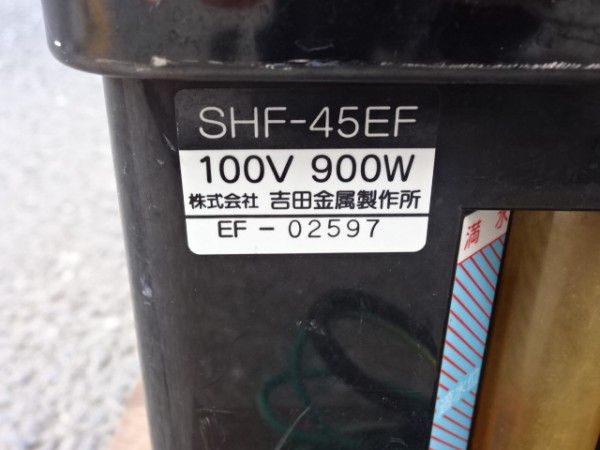 SHF-45EF
100V 900W
株式会社 吉田金属製作所
EF - 02597
満水